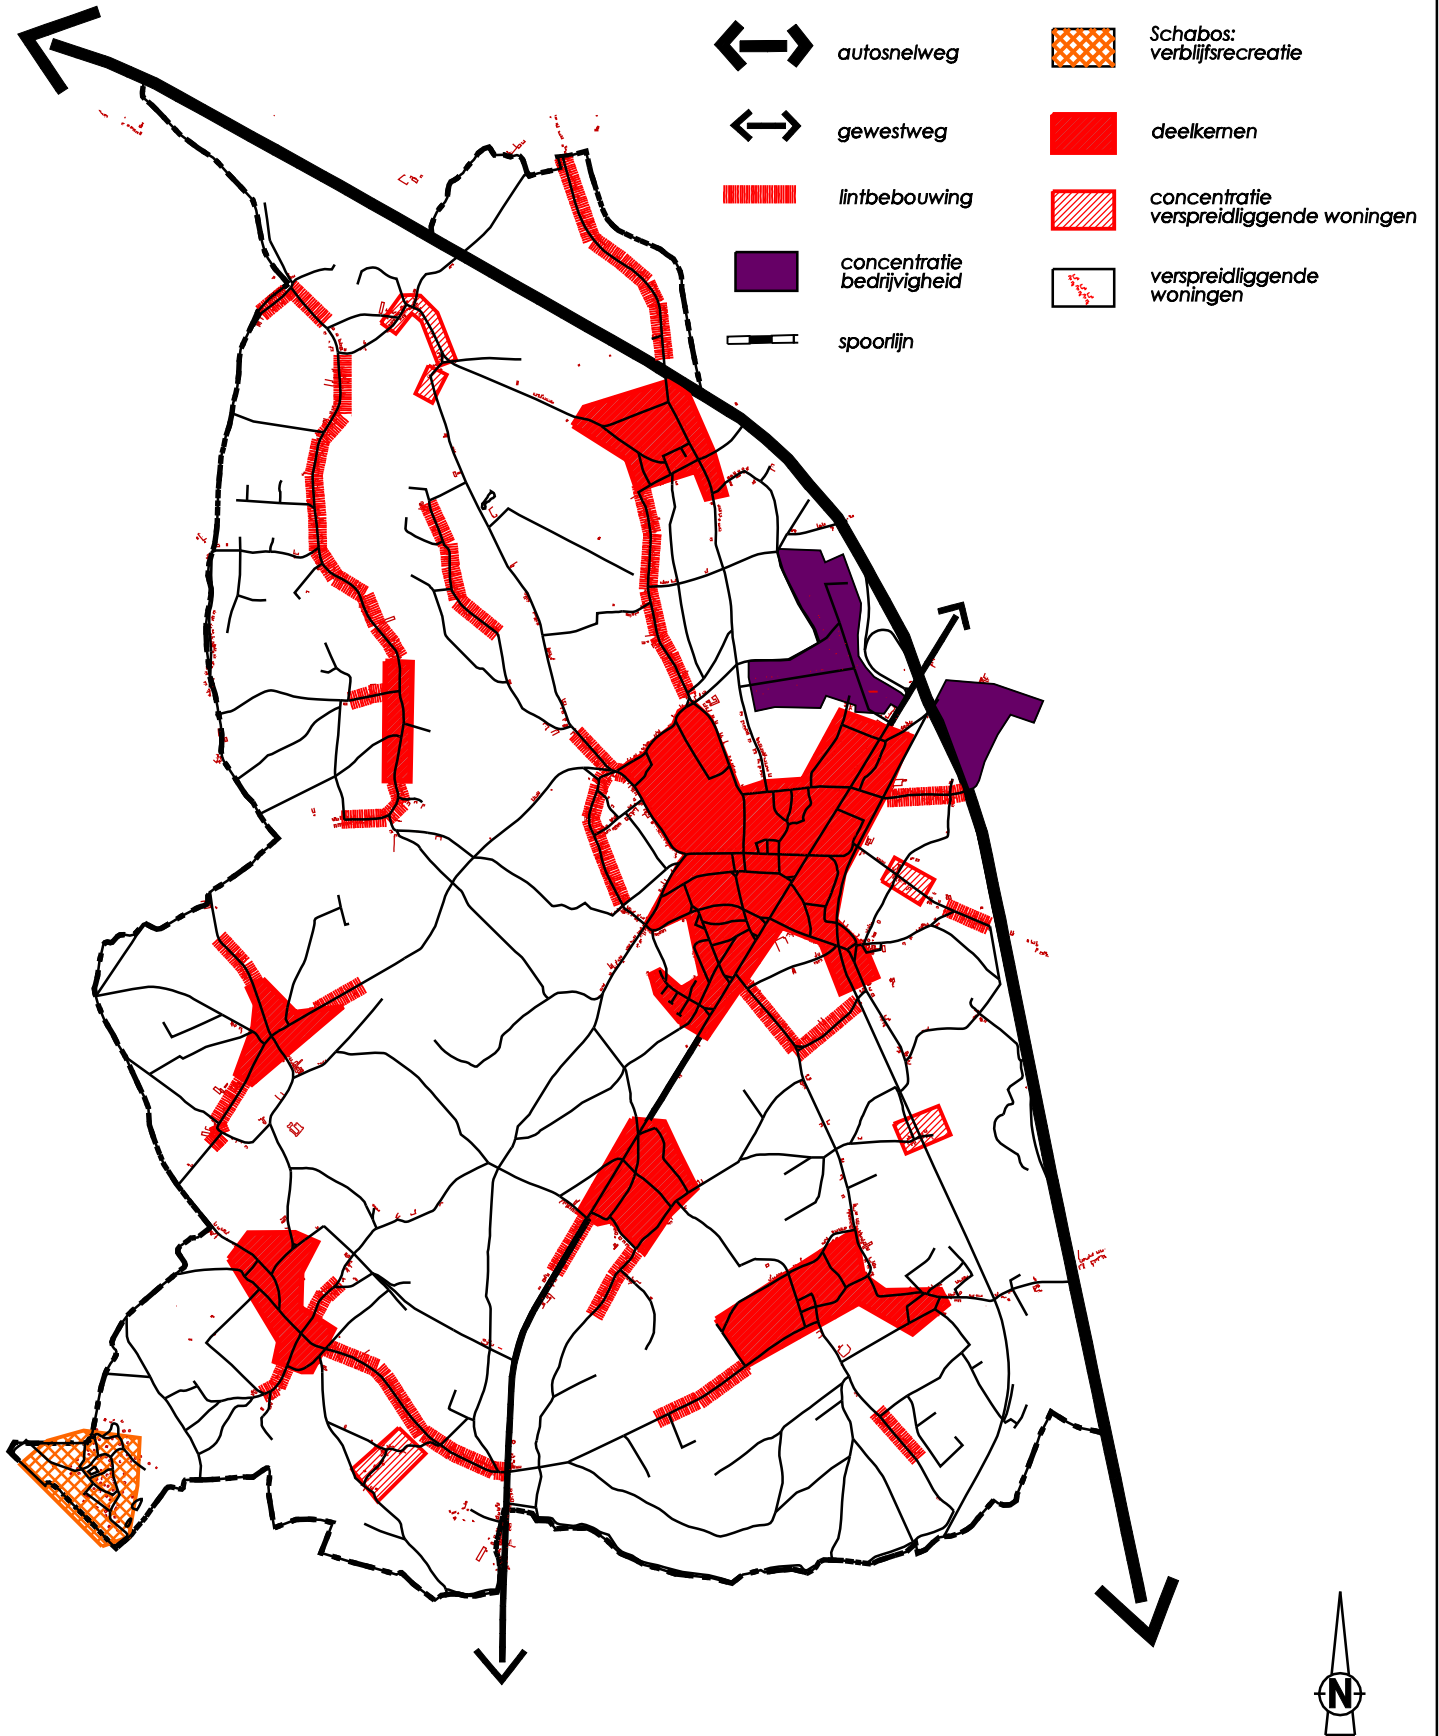 autosnelweg
gewestweg
lintbebouwing
concentratie
bedrijvigheid
spoorlijn
Schabos:
verblijfsrecreatie
deelkernen
concentratie
verspreidliggende woningen
verspreidliggende
woningen
N